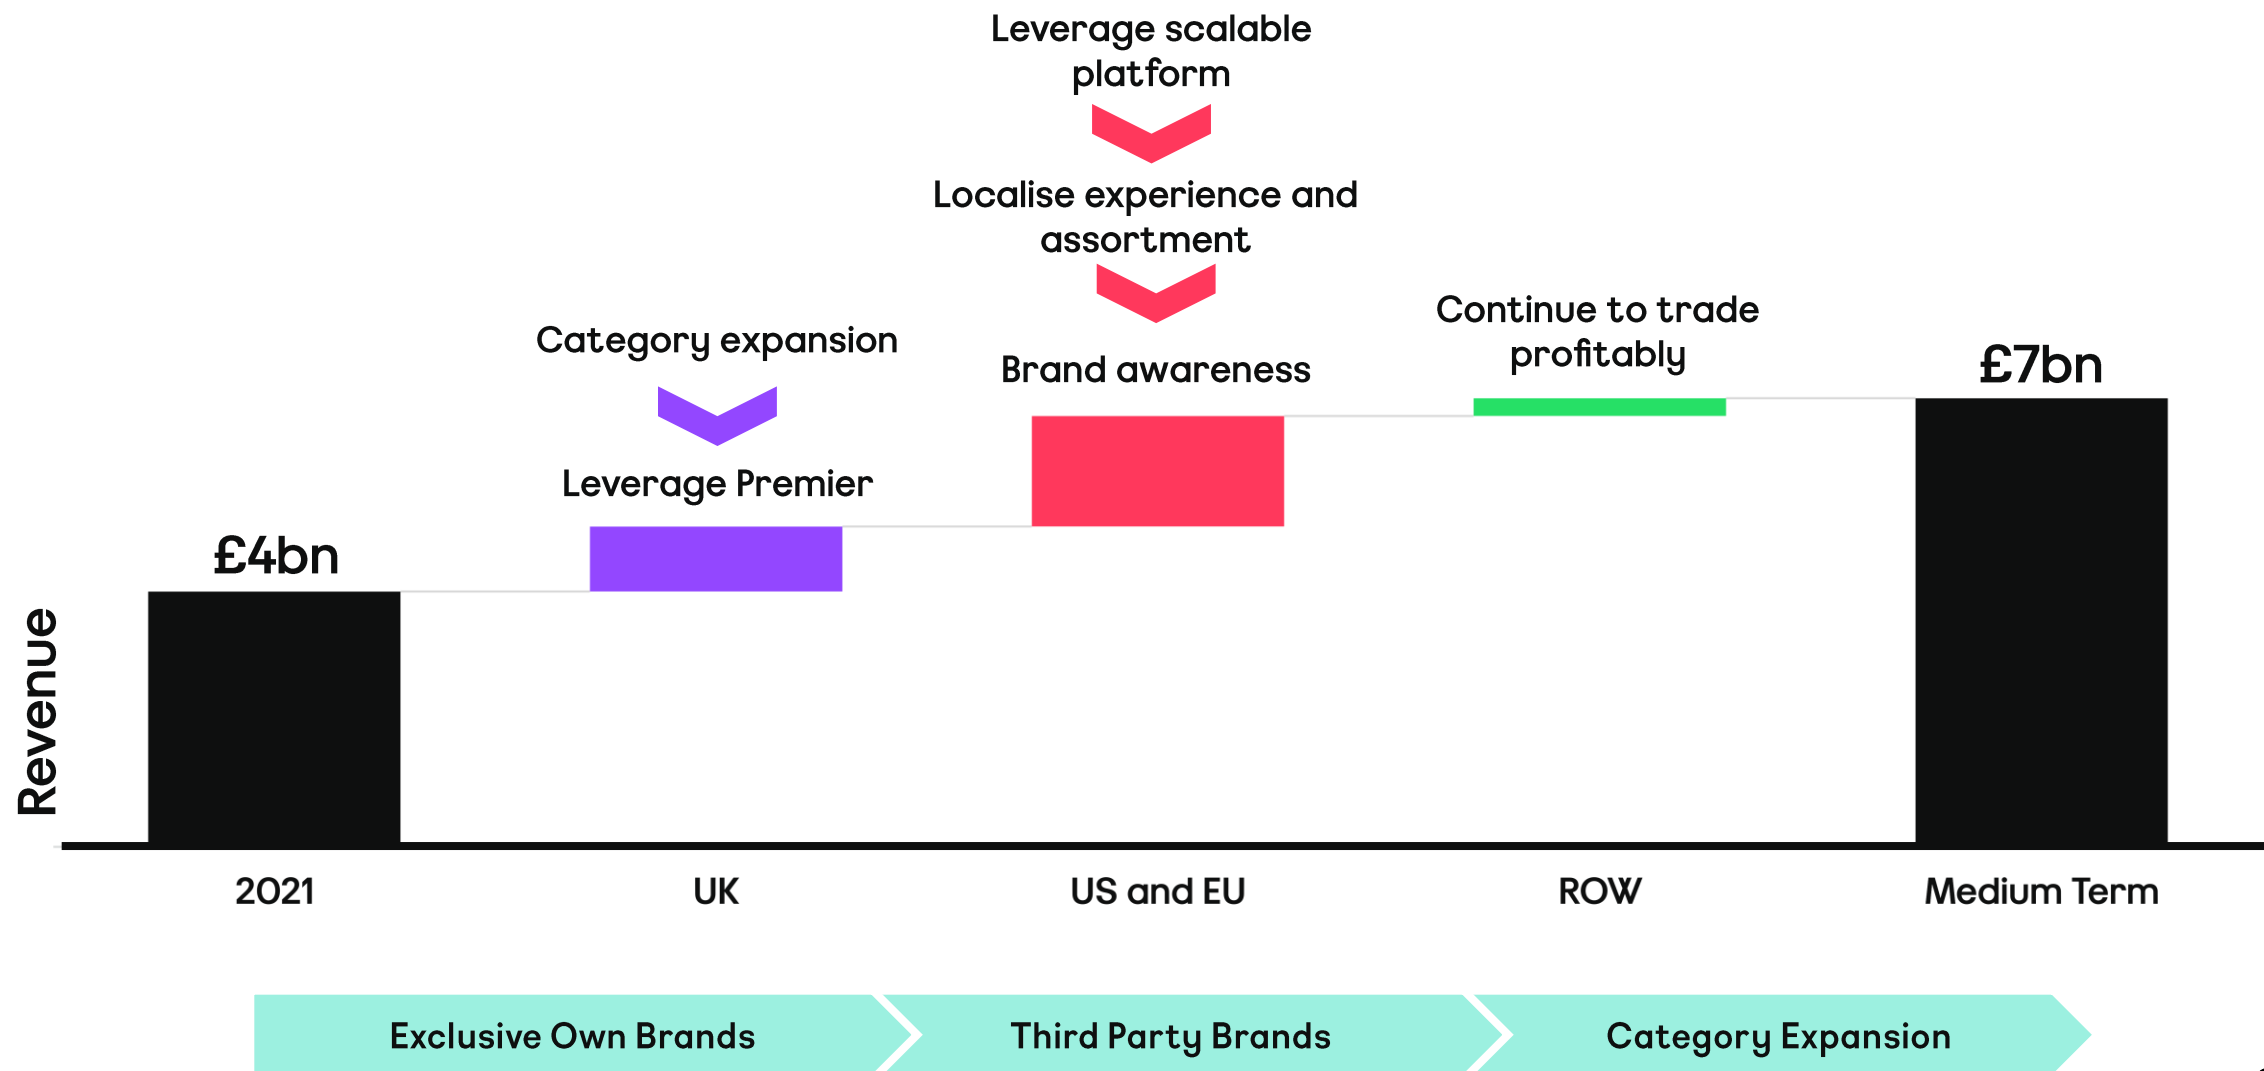 Leverage scalable
platform
Localise experience and
assortment
Brand awareness
Category expansion
Leverage Premier
Continue to trade
profitably
£4bn
£7bn
Revenue
2021
UK
US and EU
ROW
Medium Term
Exclusive Own Brands
Third Party Brands
Category Expansion